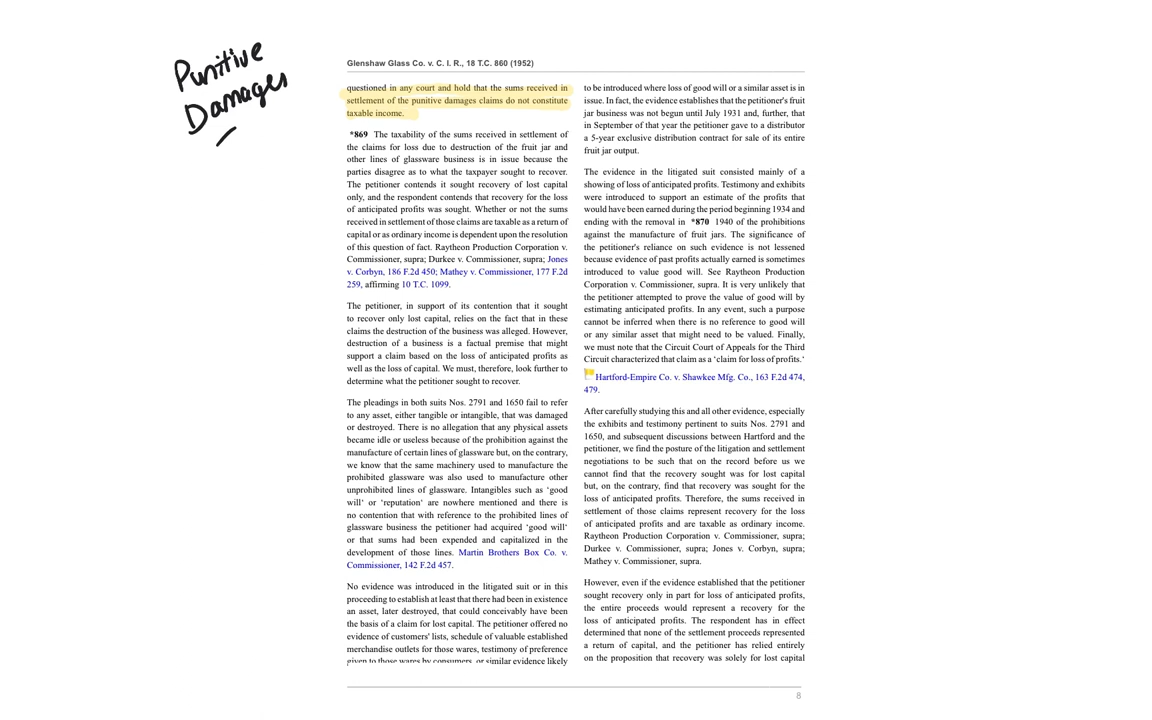 Punitive
Damages
Glenshaw Glass Co. v. C. I. R., 18 T.C. 860 (1952)
questioned in any court and hold that the sums received in
settlement of the punitive damages claims do not constitute
taxable income.
*869 The taxability of the sums received in settlement of
the claims for loss due to destruction of the fruit jar and
other lines of glassware business is in issue because the
parties disagree as to what the taxpayer sought to recover.
The petitioner contends it sought recovery of lost capital
only, and the respondent contends that recovery for the loss
of anticipated profits was sought. Whether or not the sums
received in settlement of those claims are taxable as a return of
capital or as ordinary income is dependent upon the resolution
of this question of fact. Raytheon Production Corporation v.
Commissioner, supra; Durkee v. Commissioner, supra; Jones
v. Corbyn, 186 F.2d 450; Mathey v. Commissioner, 177 F.2d
259, affirming 10 T.C. 1099.
The petitioner, in support of its contention that it sought
to recover only lost capital, relies on the fact that in these
claims the destruction of the business was alleged. However,
destruction of a business is a factual premise that might
support a claim based on the loss of anticipated profits as
well as the loss of capital. We must, therefore, look further to
determine what the petitioner sought to recover.
The pleadings in both suits Nos. 2791 and 1650 fail to refer
to any asset, either tangible or intangible, that was damaged
or destroyed. There is no allegation that any physical assets
became idle or useless because of the prohibition against the
manufacture of certain lines of glassware but, on the contrary,
we know that the same machinery used to manufacture the
prohibited glassware was also used to manufacture other
unprohibited lines of glassware. Intangibles such as ‘good
will‘ or ‘reputation‘ are nowhere mentioned and there is
no contention that with reference to the prohibited lines of
glassware business the petitioner had acquired ‘good will‘
or that sums had been expended and capitalized in the
development of those lines. Martin Brothers Box Co. v.
Commissioner, 142 F.2d 457.
No evidence was introduced in the litigated suit or in this
proceeding to establish at least that there had been in existence
an asset, later destroyed, that could conceivably have been
the basis of a claim for lost capital. The petitioner offered no
evidence of customers' lists, schedule of valuable established
merchandise outlets for those wares, testimony of preference
given to those wares by consumers, or similar evidence likely
to be introduced where loss of good will or a similar asset is in
issue. In fact, the evidence establishes that the petitioner's fruit
jar business was not begun until July 1931 and, further, that
in September of that year the petitioner gave to a distributor
a 5-year exclusive distribution contract for sale of its entire
fruit jar output.
The evidence in the litigated suit consisted mainly of a
showing of loss of anticipated profits. Testimony and exhibits
were introduced to support an estimate of the profits that
would have been earned during the period beginning 1934 and
ending with the removal in *870 1940 of the prohibitions
against the manufacture of fruit jars. The significance of
the petitioner's reliance on such evidence is not lessened
because evidence of past profits actually earned is sometimes
introduced to value good will. See Raytheon Production
Corporation v. Commissioner, supra. It is very unlikely that
the petitioner attempted to prove the value of good will by
estimating anticipated profits. In any event, such a purpose
cannot be inferred when there is no reference to good will
or any similar asset that might need to be valued. Finally,
we must note that the Circuit Court of Appeals for the Third
Circuit characterized that claim as a ‘claim for loss of profits.‘
Hartford-Empire Co. v. Shawkee Mfg. Co., 163 F.2d 474,
479.
After carefully studying this and all other evidence, especially
the exhibits and testimony pertinent to suits Nos. 2791 and
1650, and subsequent discussions between Hartford and the
petitioner, we find the posture of the litigation and settlement
negotiations to be such that on the record before us we
cannot find that the recovery sought was for lost capital
but, on the contrary, find that recovery was sought for the
loss of anticipated profits. Therefore, the sums received in
settlement of those claims represent recovery for the loss
of anticipated profits and are taxable as ordinary income.
Raytheon Production Corporation v. Commissioner, supra;
Durkee v. Commissioner, supra; Jones v. Corbyn, supra;
Mathey v. Commissioner, supra.
However, even if the evidence established that the petitioner
sought recovery only in part for loss of anticipated profits,
the entire proceeds would represent a recovery for the
loss of anticipated profits. The respondent has in effect
determined that none of the settlement proceeds represented
a return of capital, and the petitioner has relied entirely
on the proposition that recovery was solely for lost capital
8